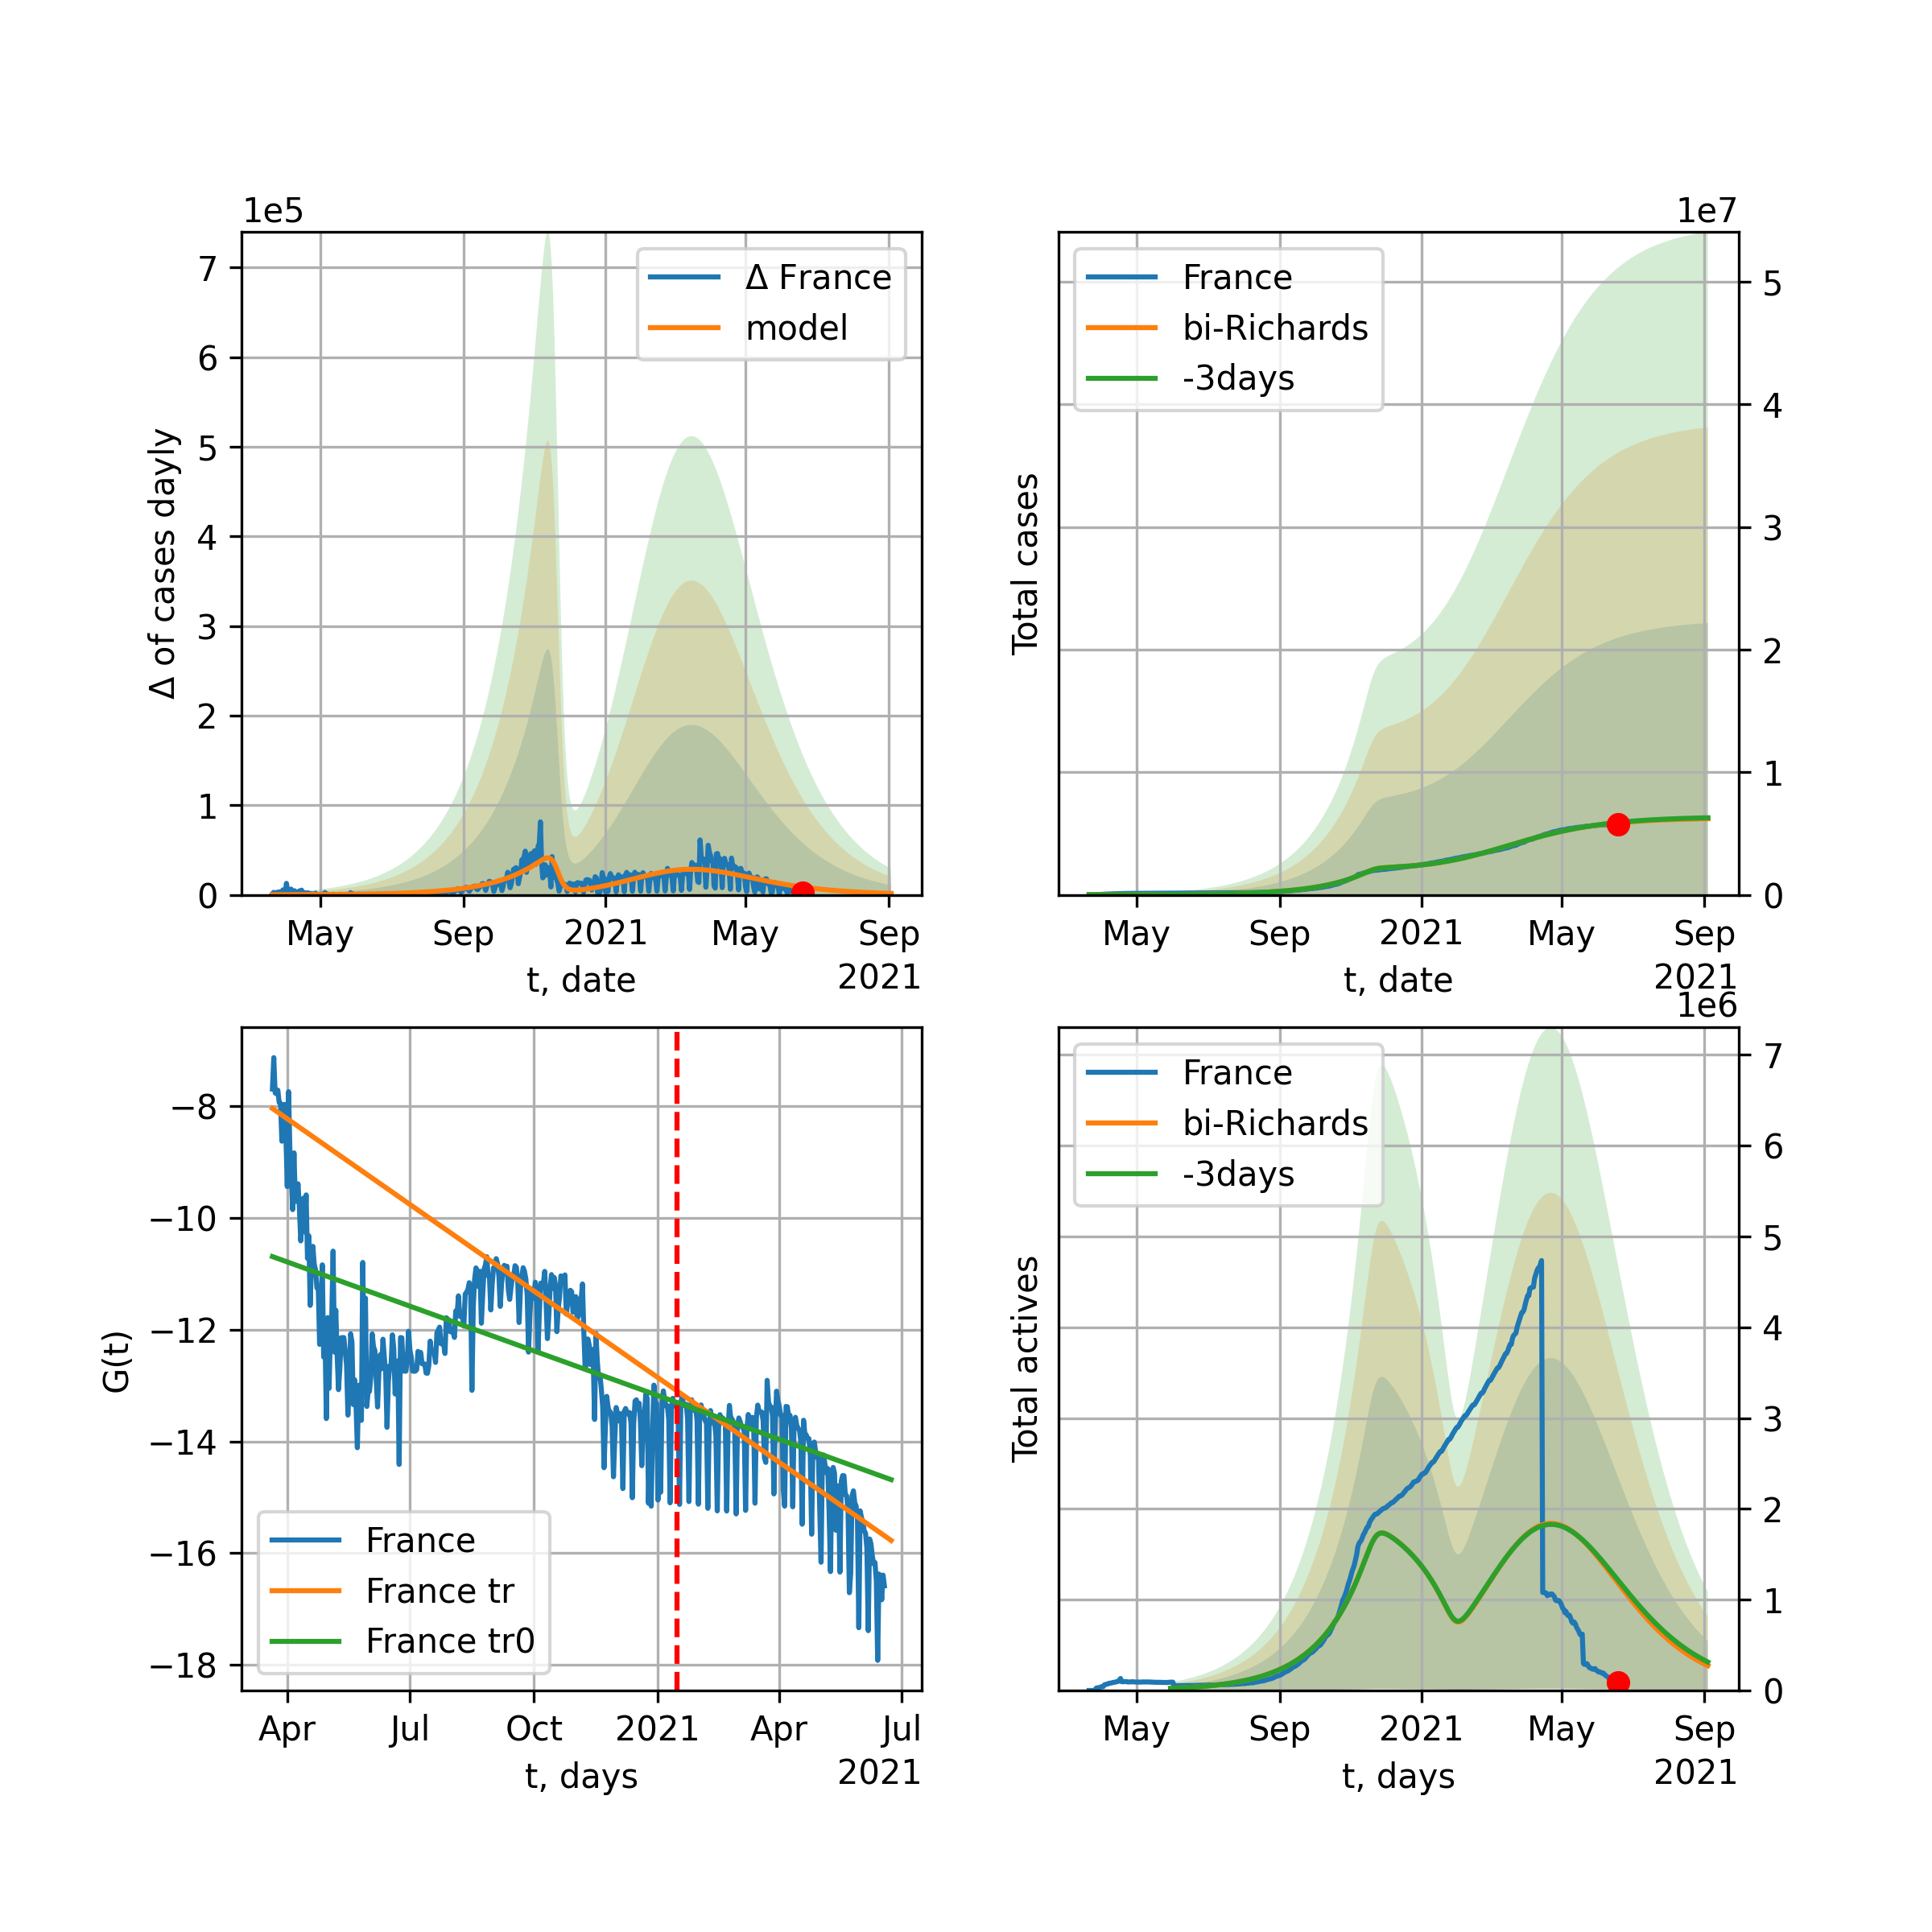 1e5
7
6
5
4
3
2
1
0
Δ of cases dayly
Δ France
model
May
Sep
2021
May
Sep
t, date
2021
1e7
5
4
3
2
1
0
Total cases
France
bi-Richards
-3days
May
Sep
2021
May
Sep
t, date
2021
−8
−10
−12
−14
−16
−18
G(t)
France
France tr
France tr0
Apr
Jul
Oct
2021
Apr
Jul
t, days
2021
1e6
7
6
5
4
3
2
1
0
Total actives
France
bi-Richards
-3days
May
Sep
2021
May
Sep
t, days
2021